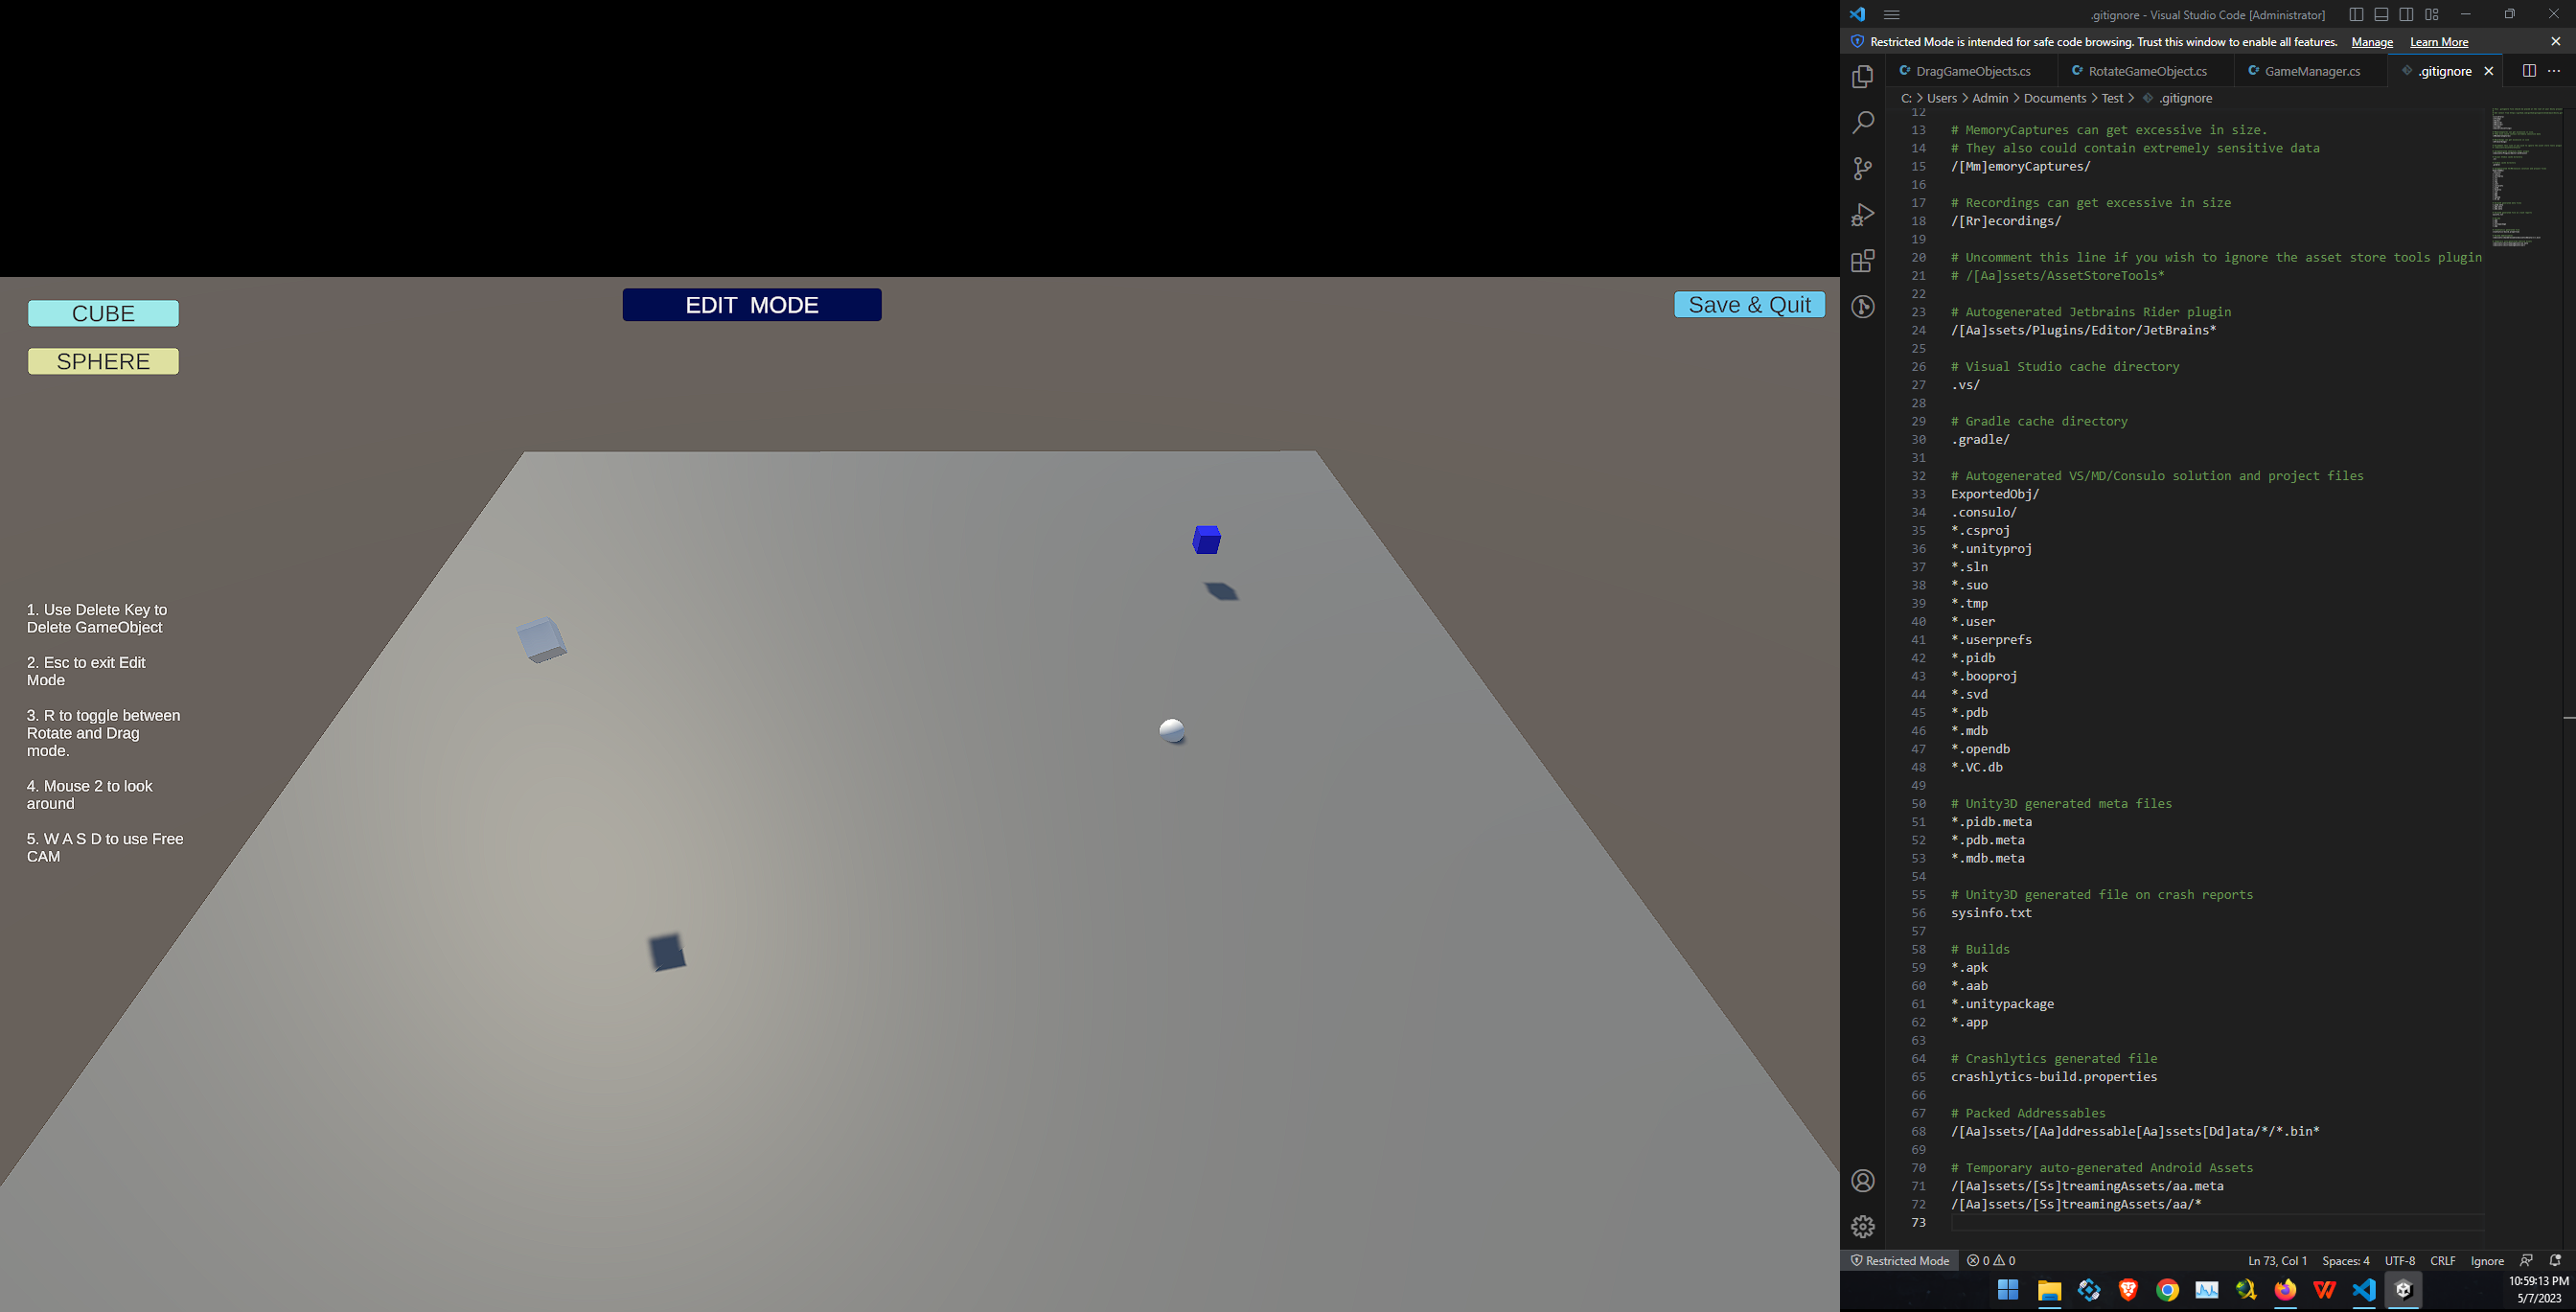 CUBE
SPHERE
EDIT MODE
Save & Quit
1. Use Delete Key to
Delete GameObject
2. Esc to exit Edit
Mode
3. R to toggle between
Rotate and Drag
mode.
4. Mouse 2 to look
around
5. W A S D to use Free
CAM
.gitignore - Visual Studio Code [Administrator]
Restricted Mode is intended for safe code browsing. Trust this window to enable all features. Manage Learn More
DragGameObjects.cs RotateGameObject.cs GameManager.cs .gitignore
C: > Users > Admin > Documents > Test > .gitignore
12
13 # MemoryCaptures can get excessive in size.
14 # They also could contain extremely sensitive data
15 /[Mm]emoryCaptures/
16
17 # Recordings can get excessive in size
18 /[Rr]ecordings/
19
20 # Uncomment this line if you wish to ignore the asset store tools plugin
21 # /[Aa]ssets/AssetStoreTools*
22
23 # Autogenerated Jetbrains Rider plugin
24 /[Aa]ssets/Plugins/Editor/JetBrains*
25
26 # Visual Studio cache directory
27 .vs/
28
29 # Gradle cache directory
30 .gradle/
31
32 # Autogenerated VS/MD/Consulo solution and project files
33 ExportedObj/
34 .consulo/
35 *.csproj
36 *.unityproj
37 *.sln
38 *.suo
39 *.tmp
40 *.user
41 *.userprefs
42 *.pidb
43 *.booproj
44 *.svd
45 *.pdb
46 *.mdb
47 *.opendb
48 *.VC.db
49
50 # Unity3D generated meta files
51 *.pidb.meta
52 *.pdb.meta
53 *.mdb.meta
54
55 # Unity3D generated file on crash reports
56 sysinfo.txt
57
58 # Builds
59 *.apk
60 *.aab
61 *.unitypackage
62 *.app
63
64 # Crashlytics generated file
65 crashlytics-build.properties
66
67 # Packed Addressables
68 /[Aa]ssets/[Aa]ddressable[Aa]ssets[Dd]ata/*/*.bin*
69
70 # Temporary auto-generated Android Assets
71 /[Aa]ssets/[Ss]treamingAssets/aa.meta
72 /[Aa]ssets/[Ss]treamingAssets/aa/*
73
Restricted Mode 0 0 Ln 73, Col 1 Spaces: 4 UTF-8 CRLF Ignore
10:59:13 PM
5/7/2023